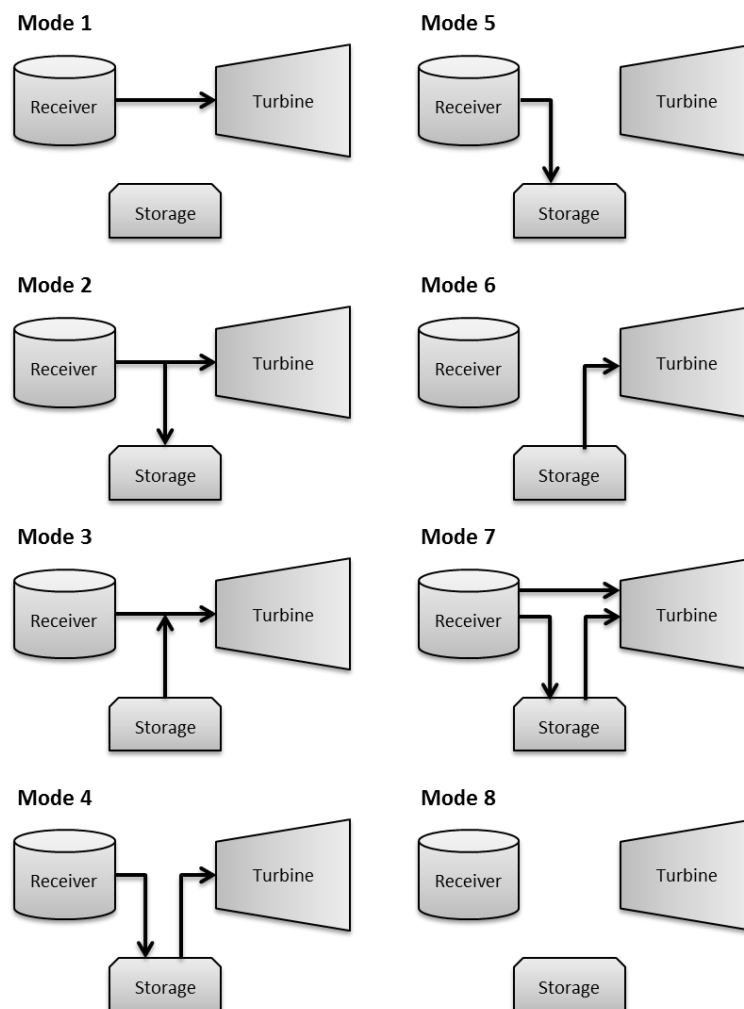 Mode 1
Receiver
Turbine
Storage
Mode 2
Receiver
Turbine
Storage
Mode 3
Receiver
Turbine
Storage
Mode 4
Receiver
Turbine
Storage
Mode 5
Receiver
Turbine
Storage
Mode 6
Receiver
Turbine
Storage
Mode 7
Receiver
Turbine
Storage
Mode 8
Receiver
Turbine
Storage